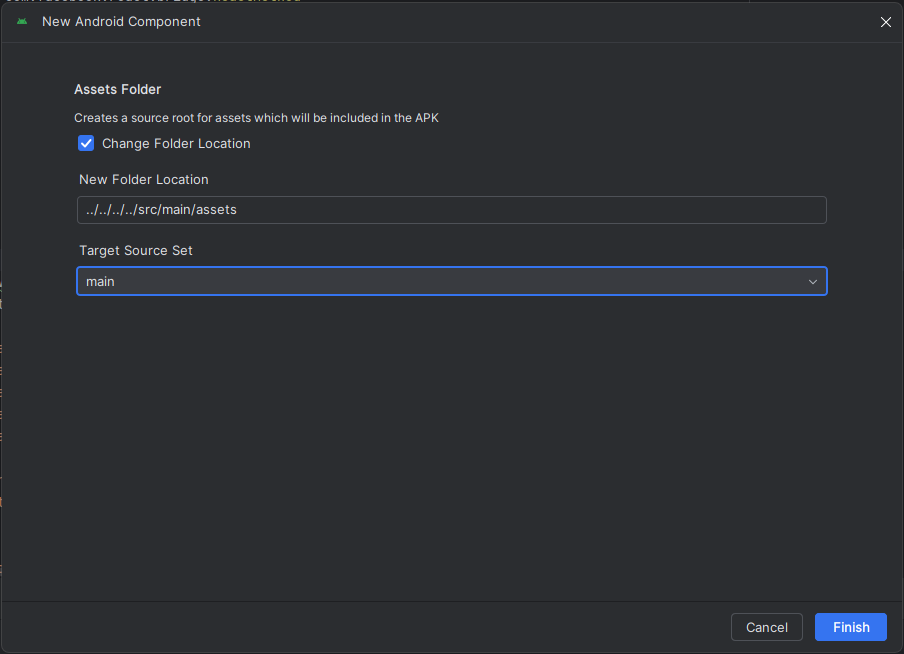 New Android Component
Assets Folder
Creates a source root for assets which will be included in the APK
Change Folder Location
New Folder Location
../../../../src/main/assets
Target Source Set
main
Cancel
Finish